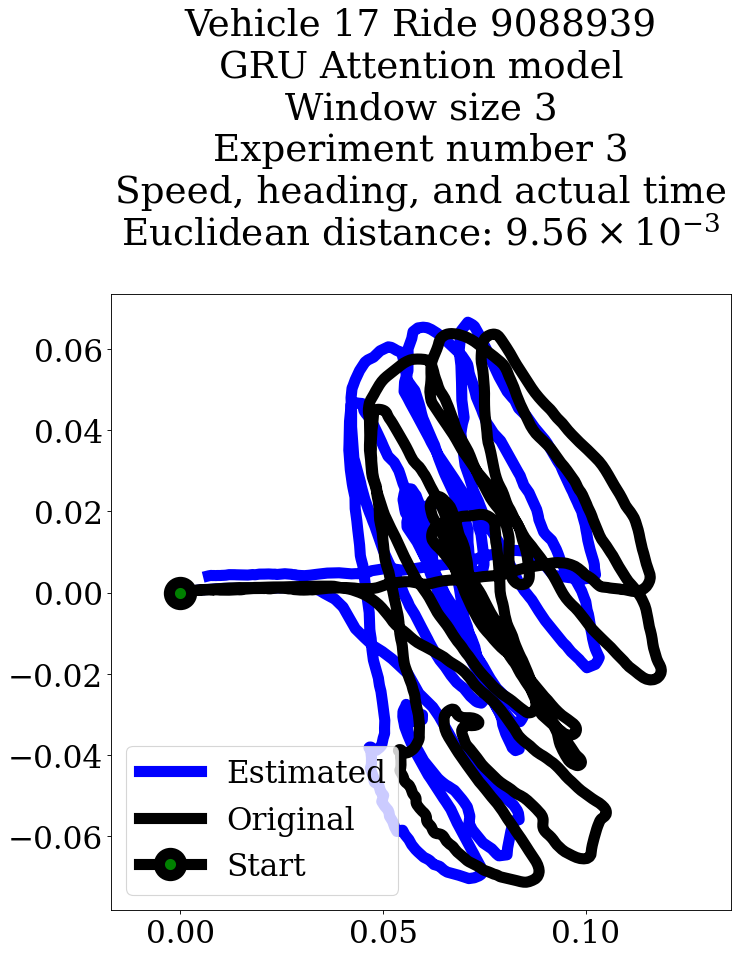 Vehicle 17 Ride 9088939
GRU Attention model
Window size 3
Experiment number 3
Speed, heading, and actual time
Euclidean distance: 9.56 × 10⁻³
0.06
0.04
0.02
0.00
−0.02
−0.04
−0.06
Estimated
Original
Start
0.00 0.05 0.10